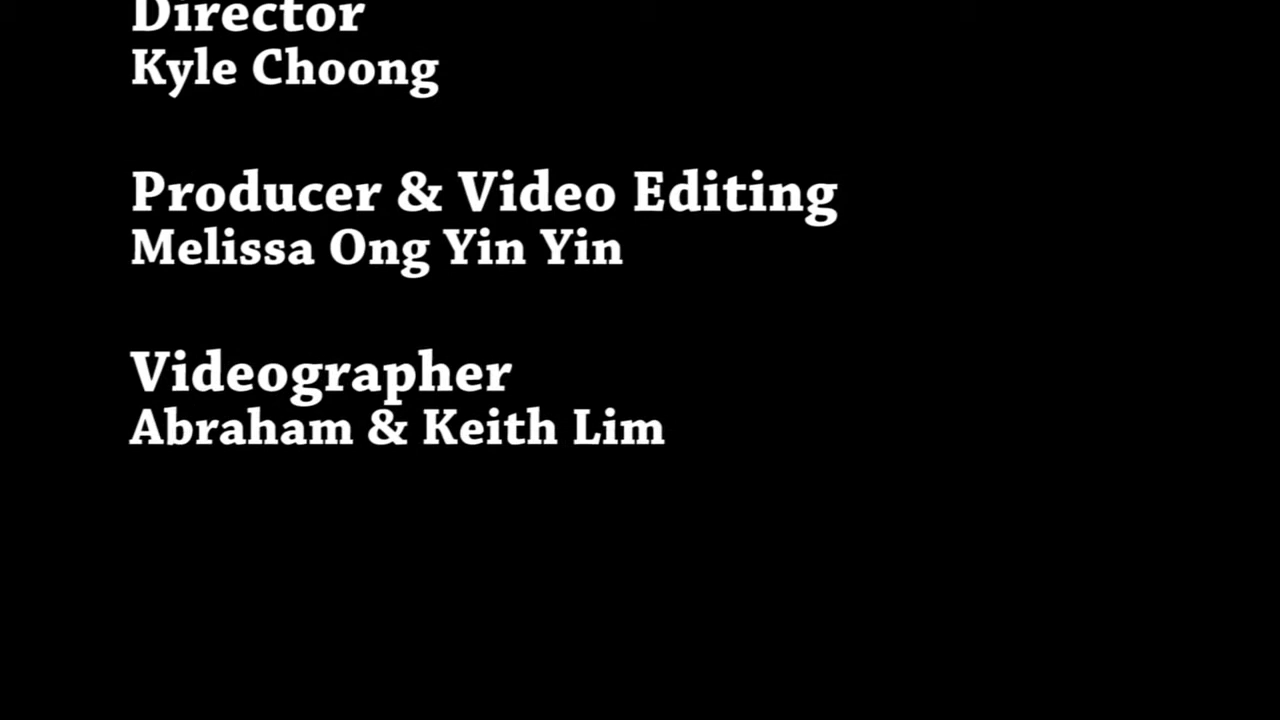 Director
Kyle Choong
Producer & Video Editing
Melissa Ong Yin Yin
Videographer
Abraham & Keith Lim